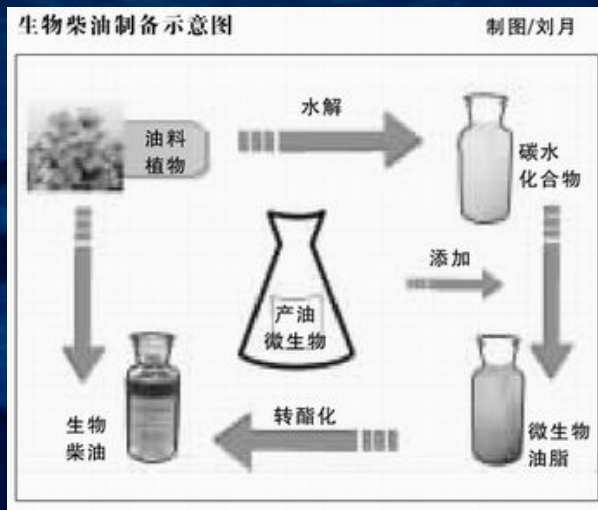 生物柴油制备示意图
制图/刘月
水解
油料
植物
碳水
化合物
添加
产油
微生物
转酯化
生物
柴油
微生物
油脂